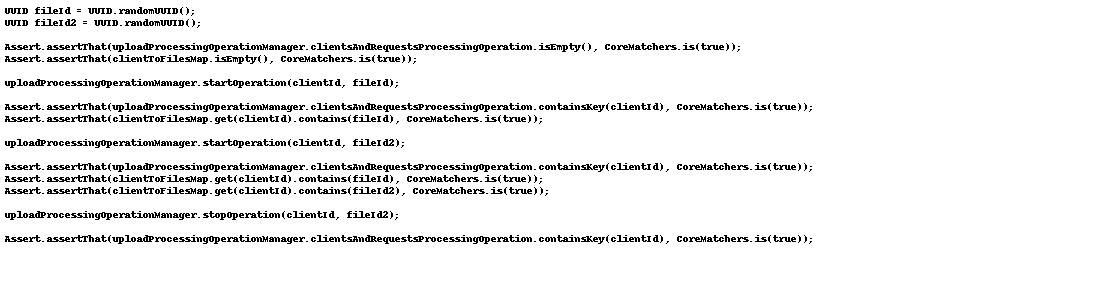 UUID fileId = UUID.randomUUID();
UUID fileId2 = UUID.randomUUID();
Assert.assertThat(uploadProcessingOperationManager.clientsAndRequestsProcessingOperation.isEmpty(), CoreMatchers.is(true));
Assert.assertThat(clientToFilesMap.isEmpty(), CoreMatchers.is(true));
uploadProcessingOperationManager.startOperation(clientId, fileId);
Assert.assertThat(uploadProcessingOperationManager.clientsAndRequestsProcessingOperation.containsKey(clientId), CoreMatchers.is(true));
Assert.assertThat(clientToFilesMap.get(clientId).contains(fileId), CoreMatchers.is(true));
uploadProcessingOperationManager.startOperation(clientId, fileId2);
Assert.assertThat(uploadProcessingOperationManager.clientsAndRequestsProcessingOperation.containsKey(clientId), CoreMatchers.is(true));
Assert.assertThat(clientToFilesMap.get(clientId).contains(fileId), CoreMatchers.is(true));
Assert.assertThat(clientToFilesMap.get(clientId).contains(fileId2), CoreMatchers.is(true));
uploadProcessingOperationManager.stopOperation(clientId, fileId2);
Assert.assertThat(uploadProcessingOperationManager.clientsAndRequestsProcessingOperation.containsKey(clientId), CoreMatchers.is(true));